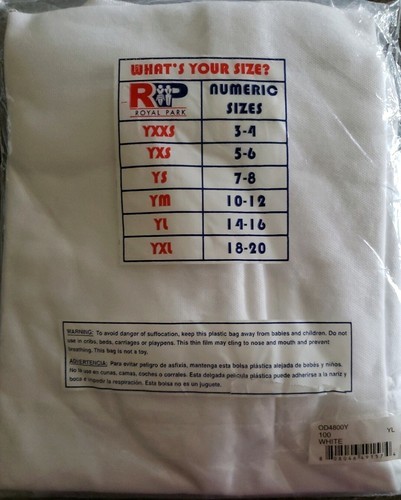 WHAT'S YOUR SIZE?
RP NUMERIC
ROYAL PARK SIZES
YXXS 3-4
YXS 5-6
YS 7-8
YM 10-12
YL 14-16
YXL 18-20
WARNING: To avoid danger of suffocation, keep this plastic bag away from babies and children. Do not
use in cribs, beds, carriages or playpens. This thin film may cling to nose and mouth and prevent
breathing. This bag is not a toy.
ADVERTENCIA: Para evitar peligro de asfixia, mantenga esta bolsa plástica alejada de bebés y niños.
No la use en cunas, camas, coches o corrales. Esta delgada película plástica puede adherirse a la nariz y
boca e impedir la respiración. Esta bolsa no es un juguete.
OD4800Y YL
100
WHITE